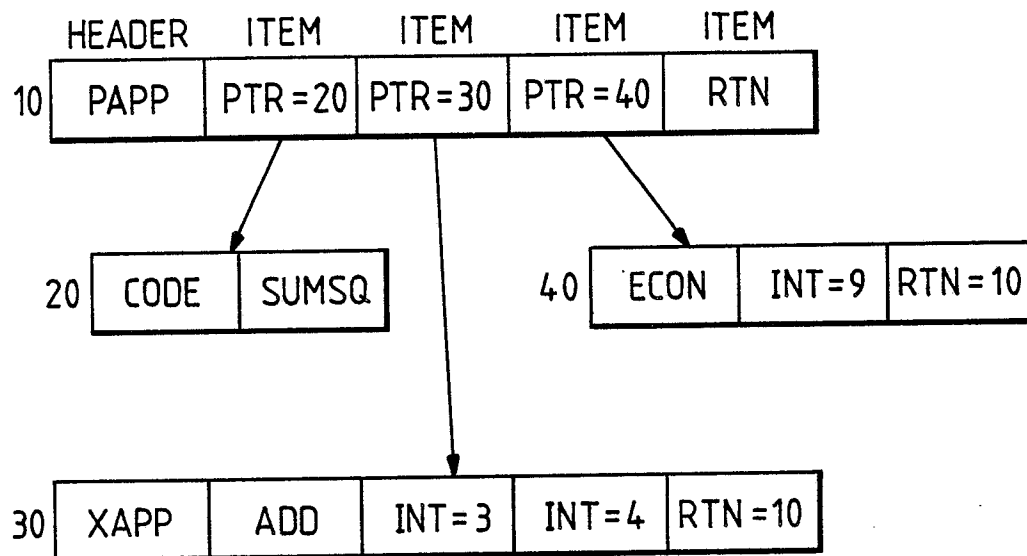 HEADER ITEM ITEM ITEM ITEM
10 PAPP PTR=20 PTR=30 PTR=40 RTN
20 CODE SUMSQ
40 ECON INT=9 RTN=10
30 XAPP ADD INT=3 INT=4 RTN=10